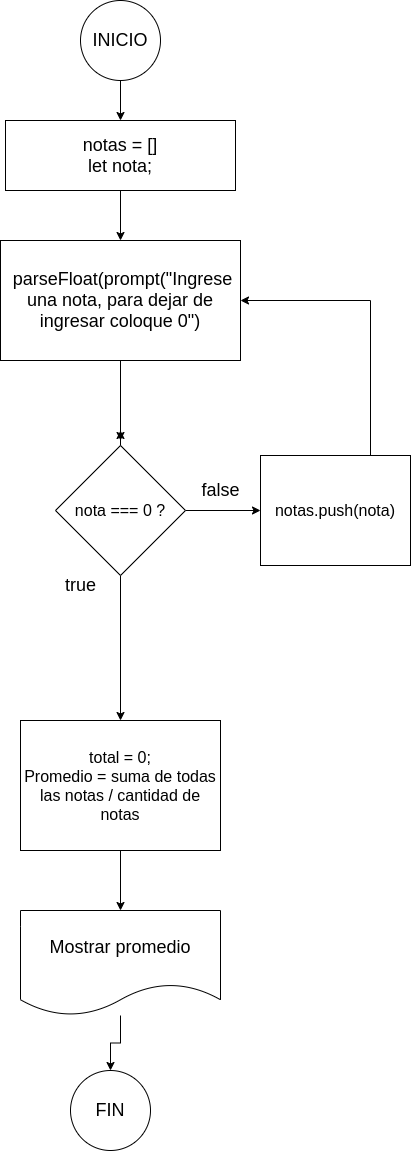 INICIO
notas = []
let nota;
parseFloat(prompt("Ingrese
una nota, para dejar de
ingresar coloque 0")
nota === 0 ?
false
notas.push(nota)
true
total = 0;
Promedio = suma de todas
las notas / cantidad de
notas
Mostrar promedio
FIN